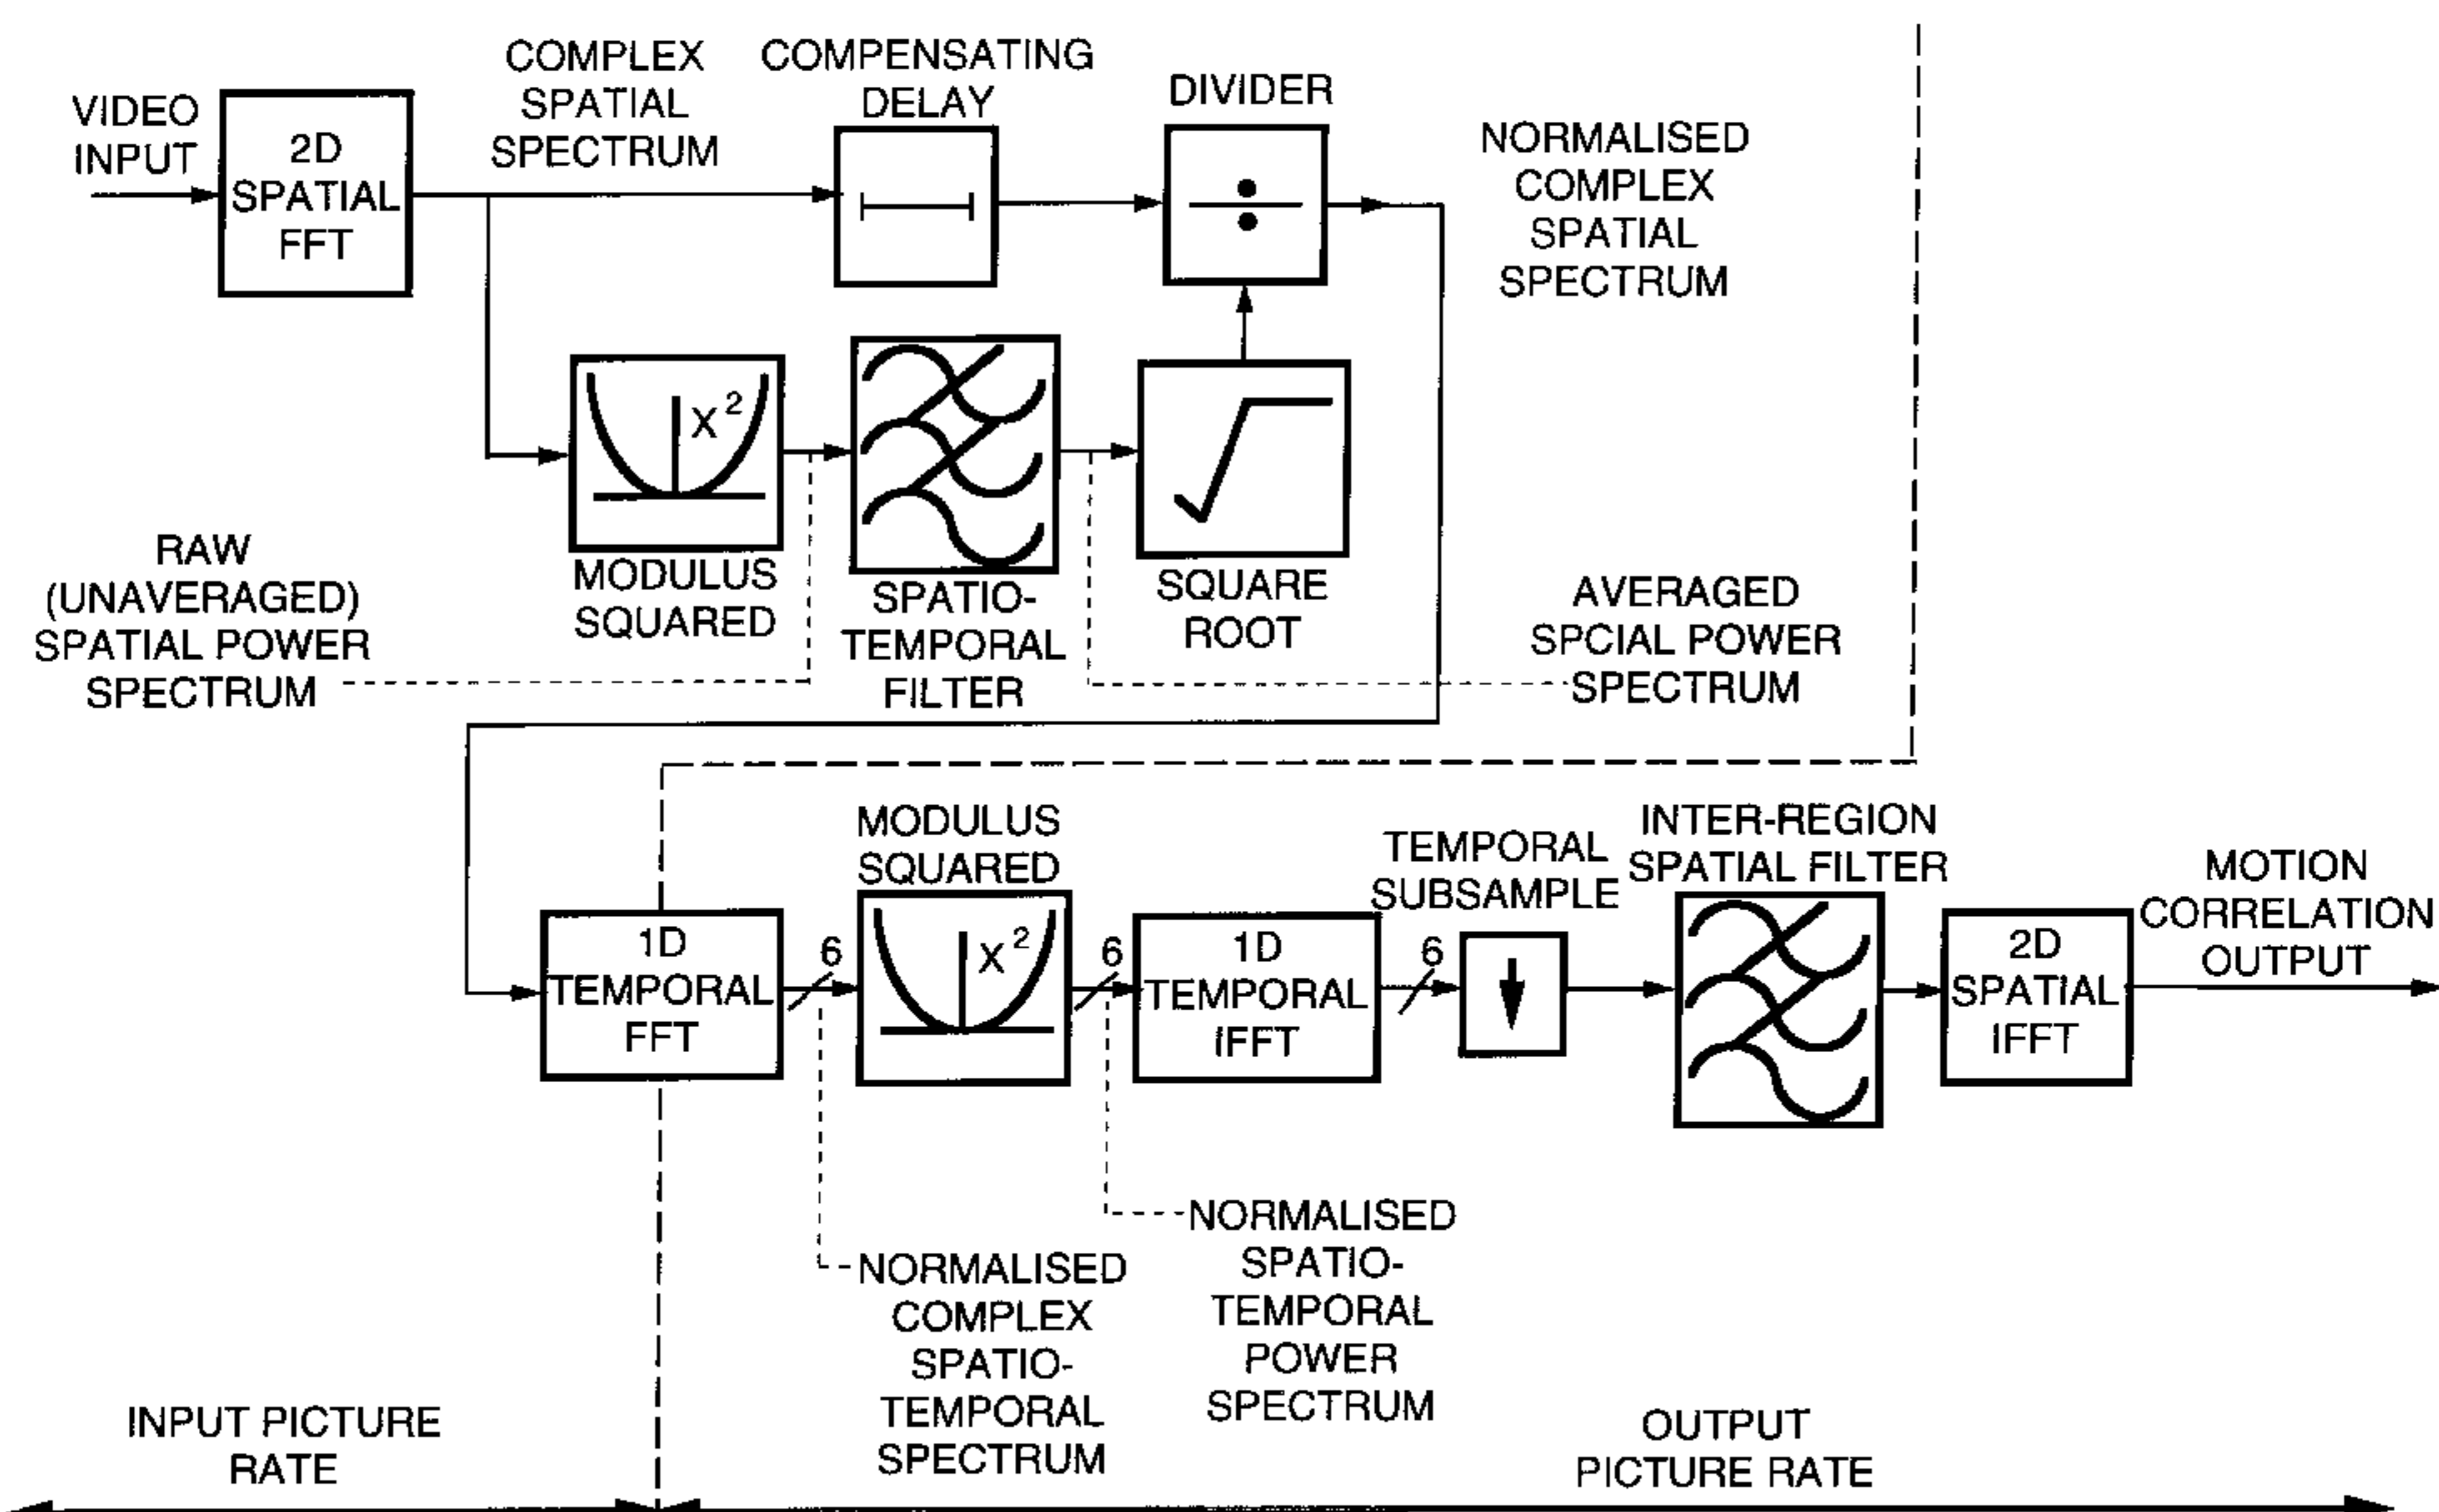 VIDEO
INPUT
2D
SPATIAL
FFT
COMPLEX
SPATIAL
SPECTRUM
COMPENSATING
DELAY
DIVIDER
NORMALISED
COMPLEX
SPATIAL
SPECTRUM
X²
MODULUS
SQUARED
SPATIO-
TEMPORAL
FILTER
SQUARE
ROOT
RAW
(UNAVERAGED)
SPATIAL POWER
SPECTRUM
AVERAGED
SPCIAL POWER
SPECTRUM
1D
TEMPORAL
FFT
6
MODULUS
SQUARED
X²
6
1D
TEMPORAL
IFFT
6
TEMPORAL
SUBSAMPLE
INTER-REGION
SPATIAL FILTER
2D
SPATIAL
IFFT
MOTION
CORRELATION
OUTPUT
NORMALISED
COMPLEX
SPATIO-
TEMPORAL
SPECTRUM
NORMALISED
SPATIO-
TEMPORAL
POWER
SPECTRUM
INPUT PICTURE
RATE
OUTPUT
PICTURE RATE